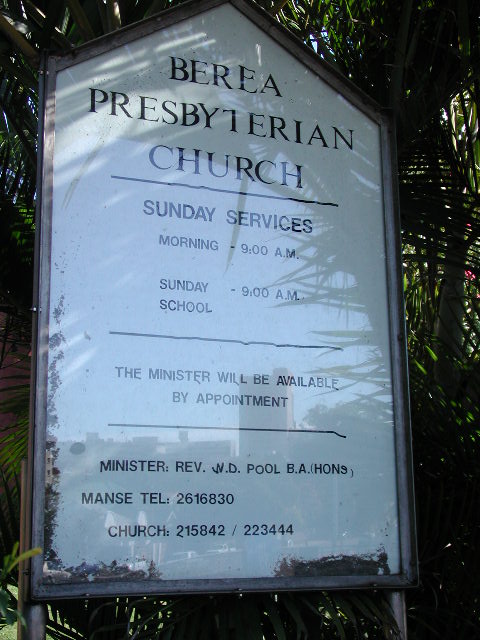 BEREA
PRESBYTERIAN
CHURCH
SUNDAY SERVICES
MORNING - 9:00 A.M.
SUNDAY - 9:00 A.M.
SCHOOL
THE MINISTER WILL BE AVAILABLE
BY APPOINTMENT
MINISTER: REV. W.D. POOL B.A.(HONS)
MANSE TEL: 2616830
CHURCH: 215842 / 223444